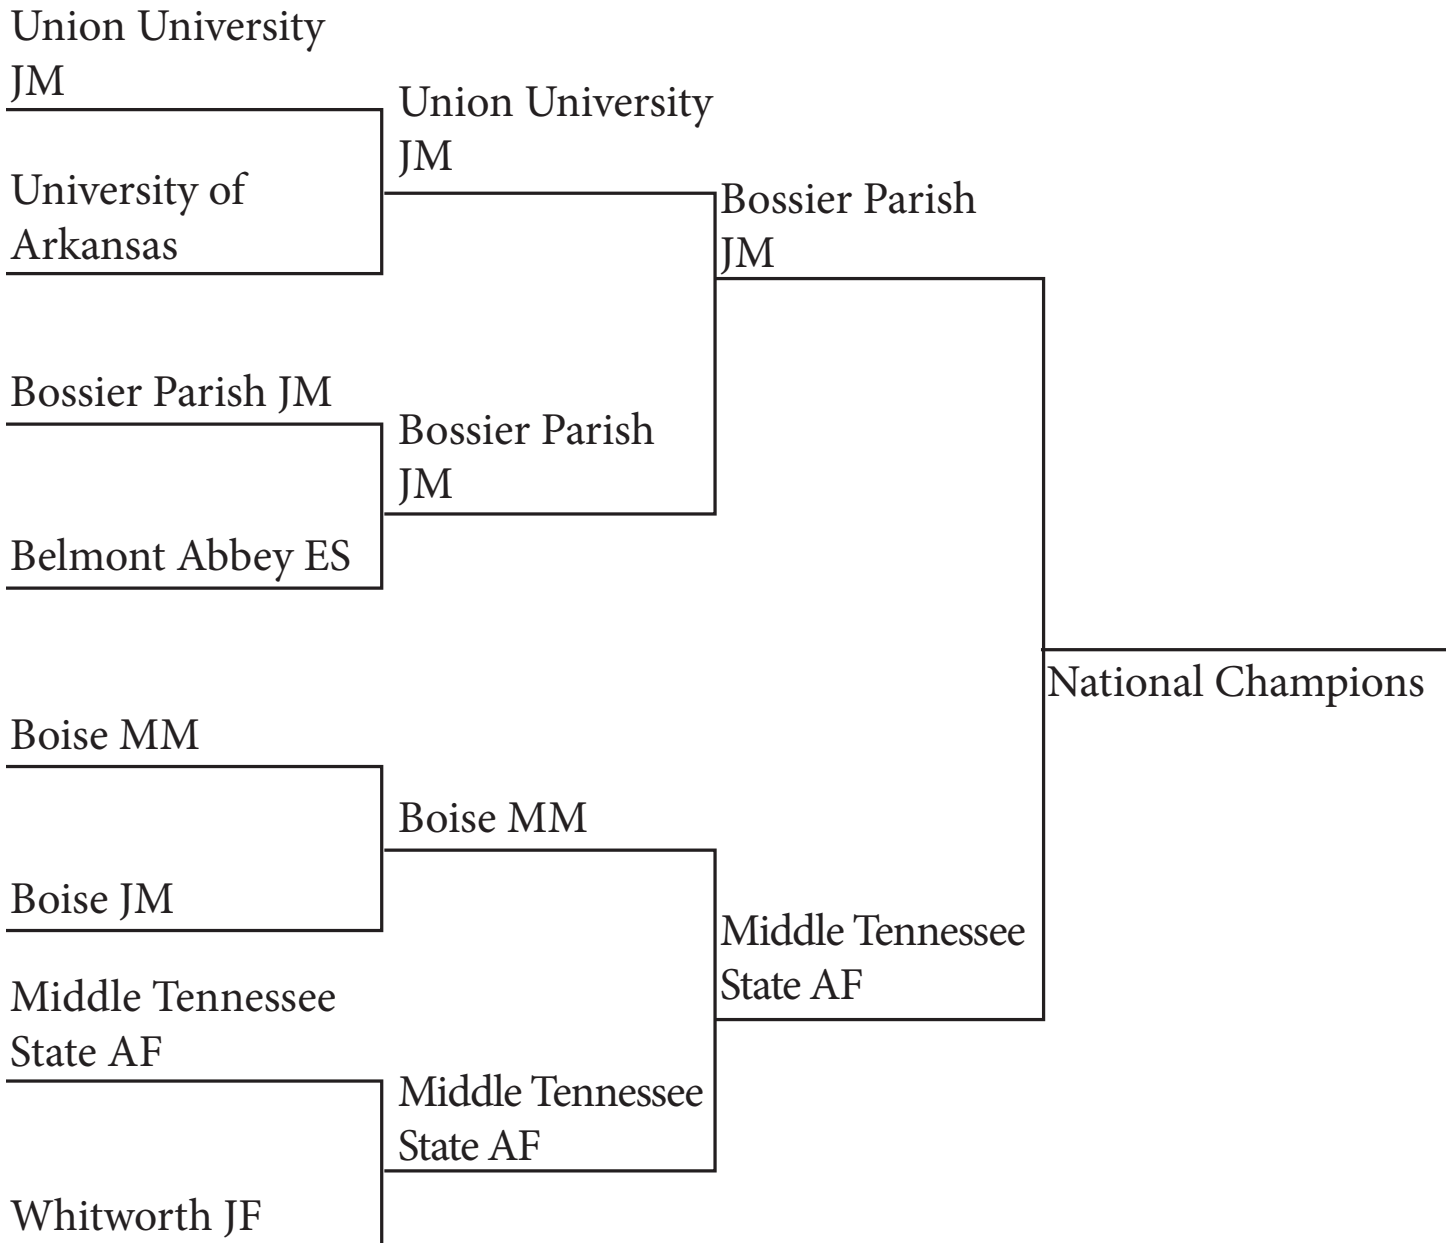 Union University
JM
University of
Arkansas
Bossier Parish JM
Belmont Abbey ES
Boise MM
Boise JM
Middle Tennessee
State AF
Whitworth JF
Union University
JM
Bossier Parish
JM
Boise MM
Middle Tennessee
State AF
Bossier Parish
JM
Middle Tennessee
State AF
National Champions